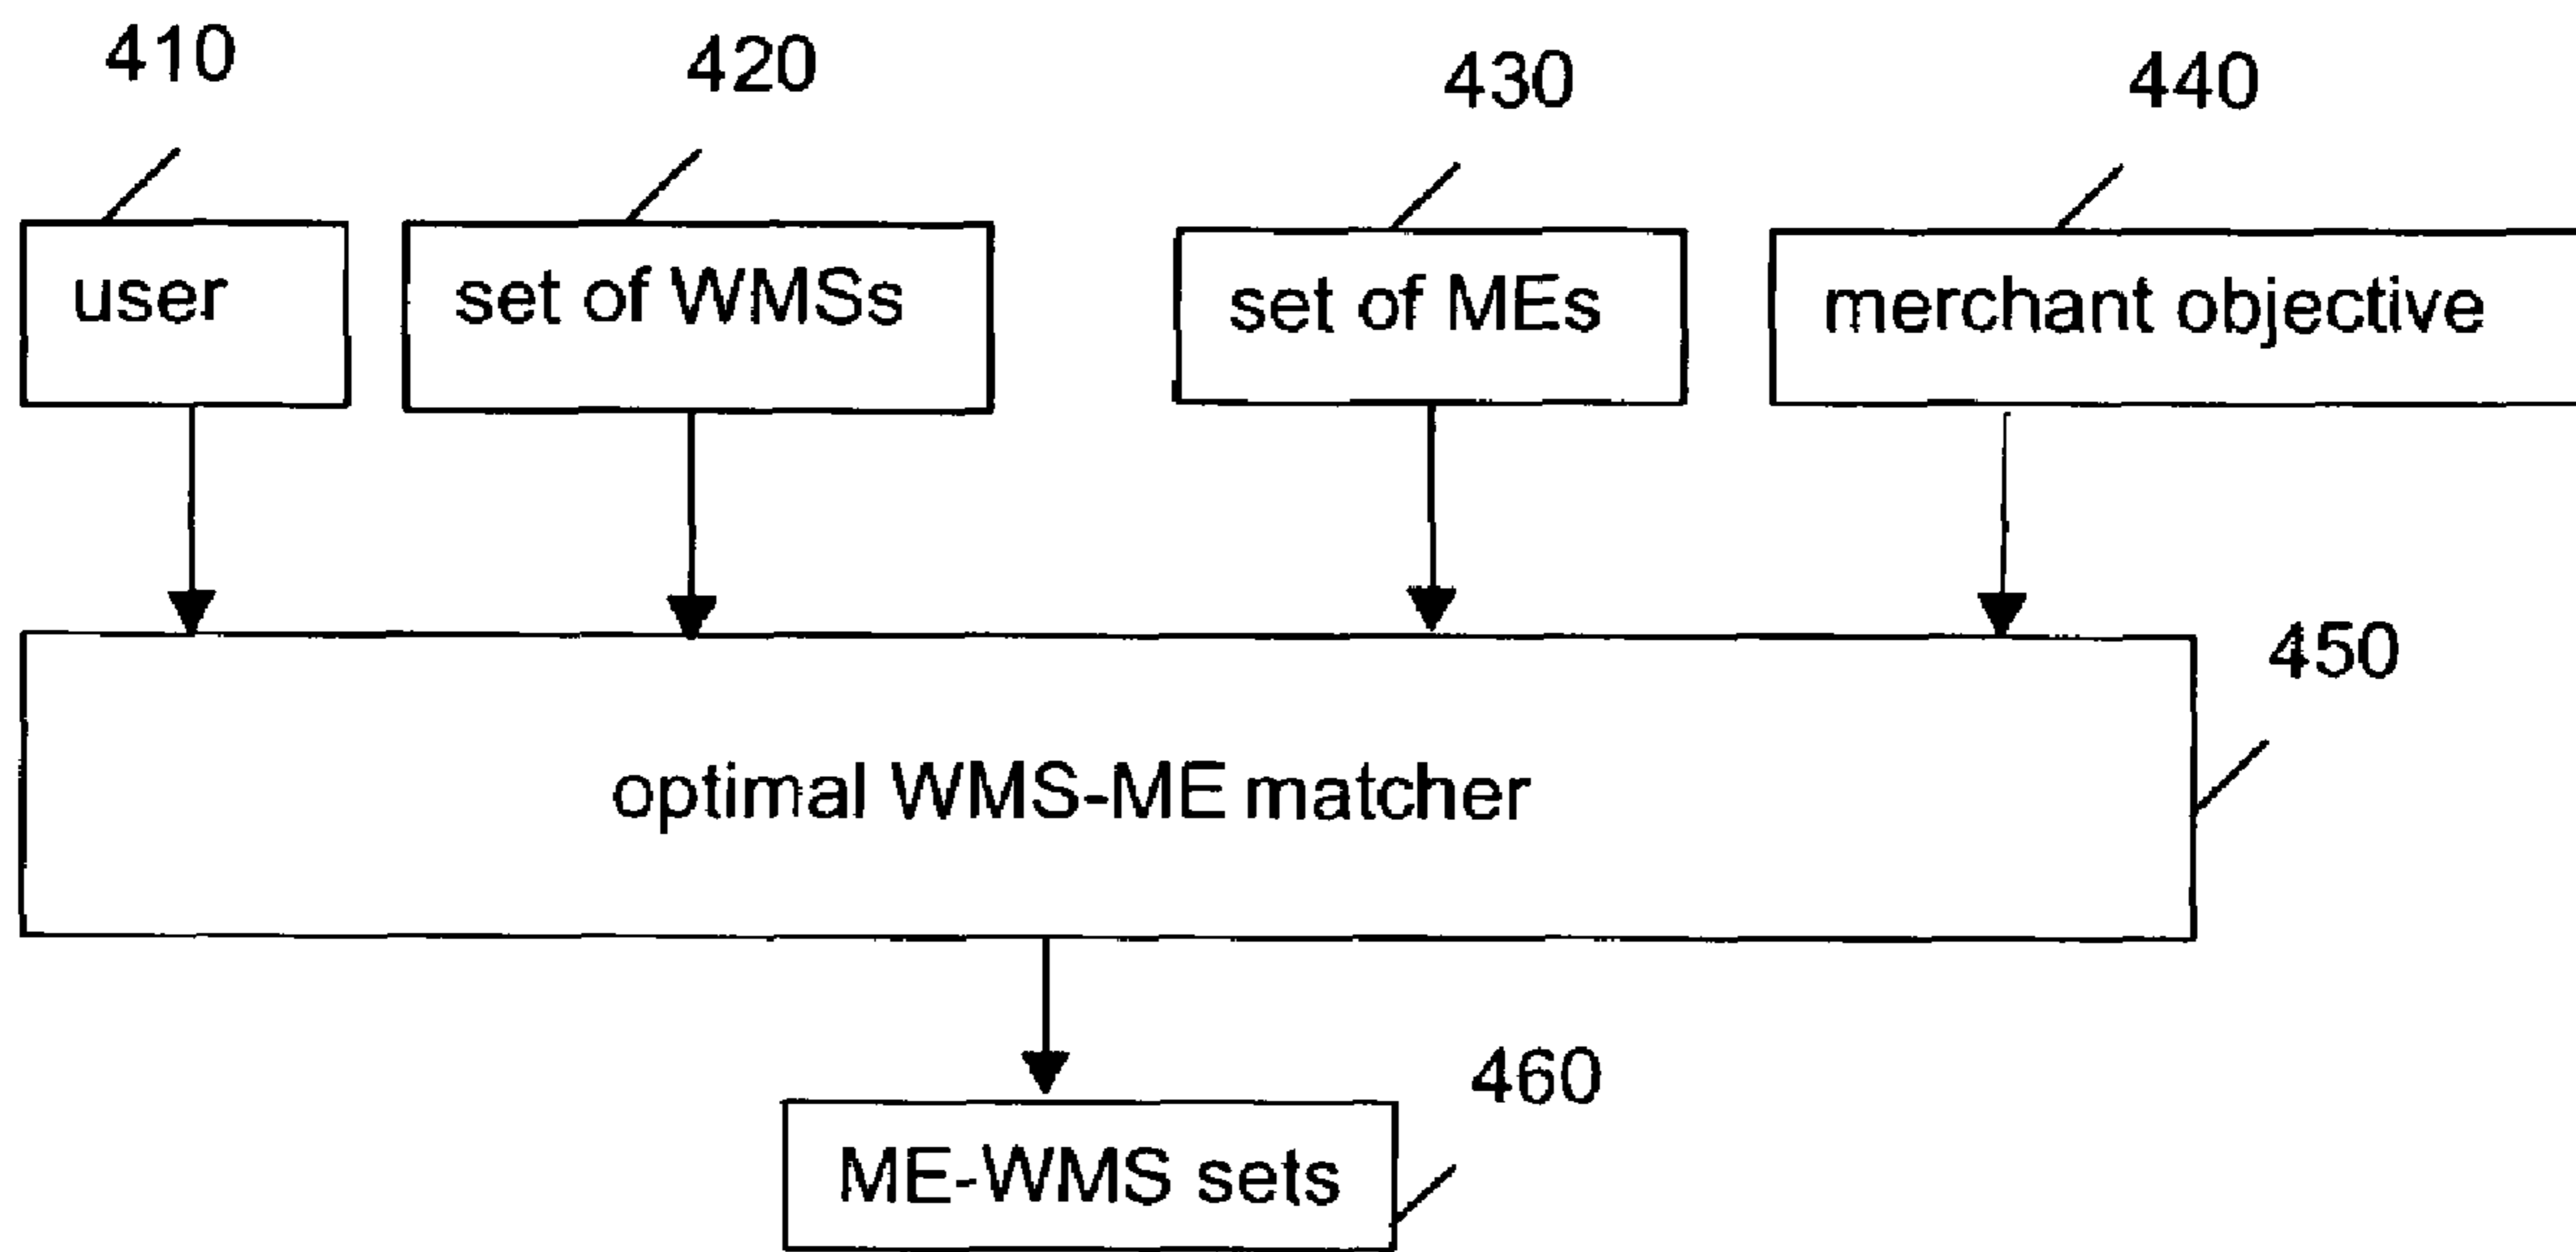 410
420
430
440
user
set of WMSs
set of MEs
merchant objective
450
optimal WMS-ME matcher
460
ME-WMS sets